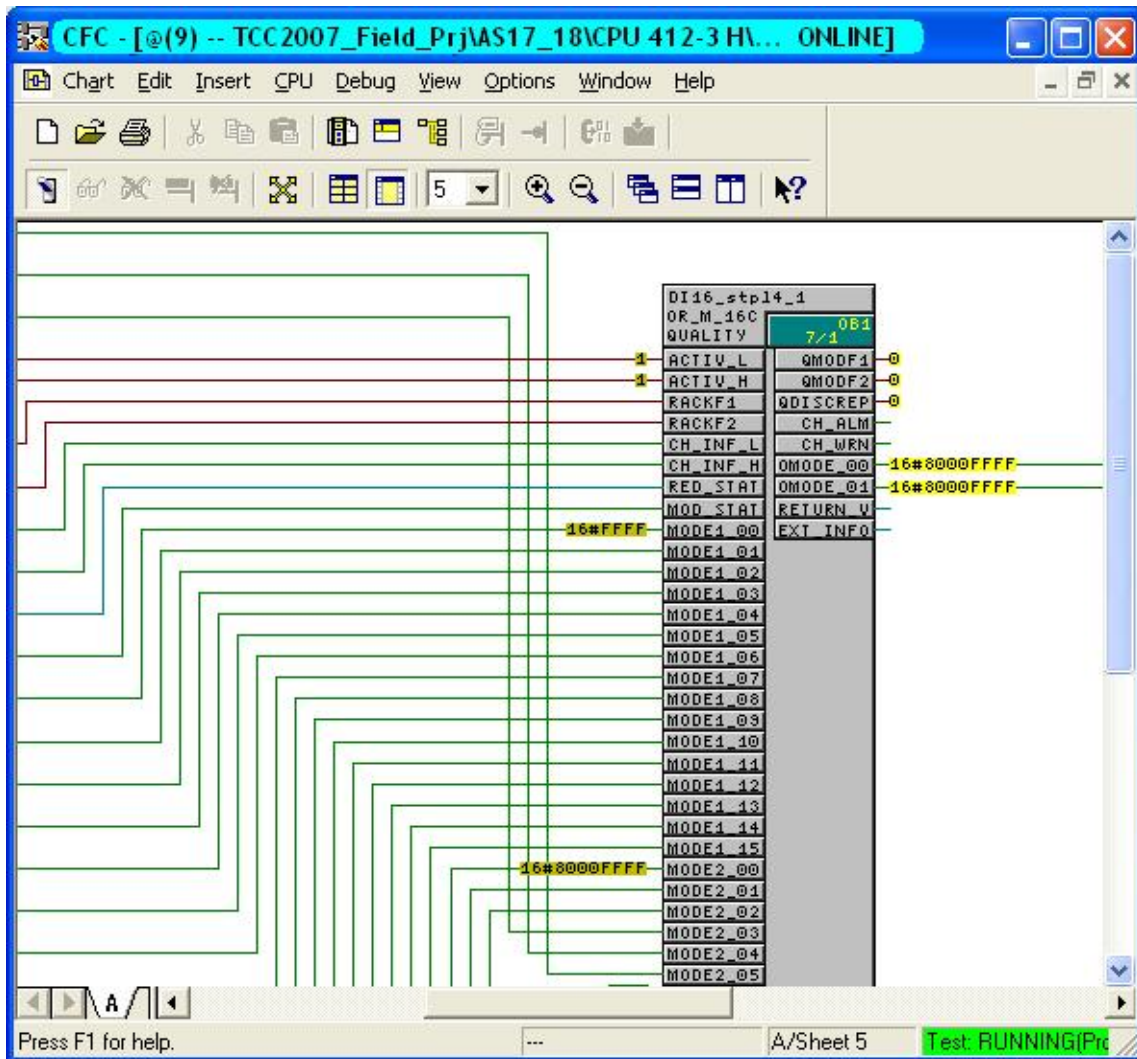 CFC - [@(9) -- TCC2007_Field_Prj\AS17_18\CPU 412-3 H\... ONLINE]
Chart Edit Insert CPU Debug View Options Window Help
5
DI16_stpl4_1
OR_M_16C
OB1
QUALITY 7/1
1 ACTIV_L QMODF1 0
1 ACTIV_H QMODF2 0
RACKF1 QDISCREP 0
RACKF2 CH_ALM
CH_INF_L CH_WRN
CH_INF_H OMODE_00 16#8000FFFF
RED_STAT OMODE_01 16#8000FFFF
MOD_STAT RETURN_V
16#FFFF MODE1_00 EXT_INFO
MODE1_01
MODE1_02
MODE1_03
MODE1_04
MODE1_05
MODE1_06
MODE1_07
MODE1_08
MODE1_09
MODE1_10
MODE1_11
MODE1_12
MODE1_13
MODE1_14
MODE1_15
16#8000FFFF MODE2_00
MODE2_01
MODE2_02
MODE2_03
MODE2_04
MODE2_05
A
Press F1 for help. --- A/Sheet 5 Test: RUNNING(Prc